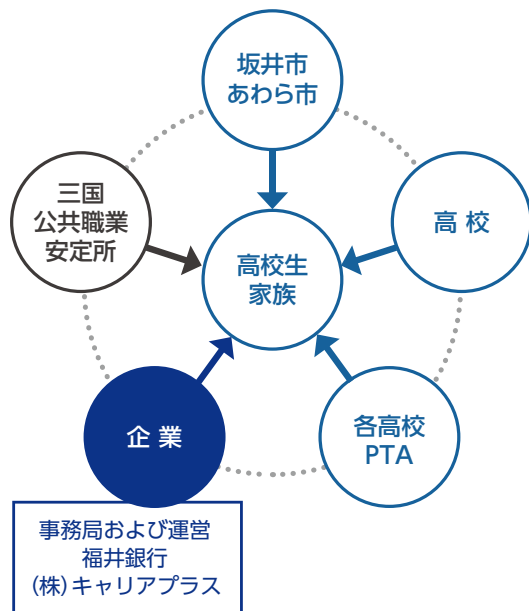 坂井市
あわら市
三国
公共職業
安定所
高校
高校生
家族
企業
各高校
PTA
事務局および運営
福井銀行
(株)キャリアプラス